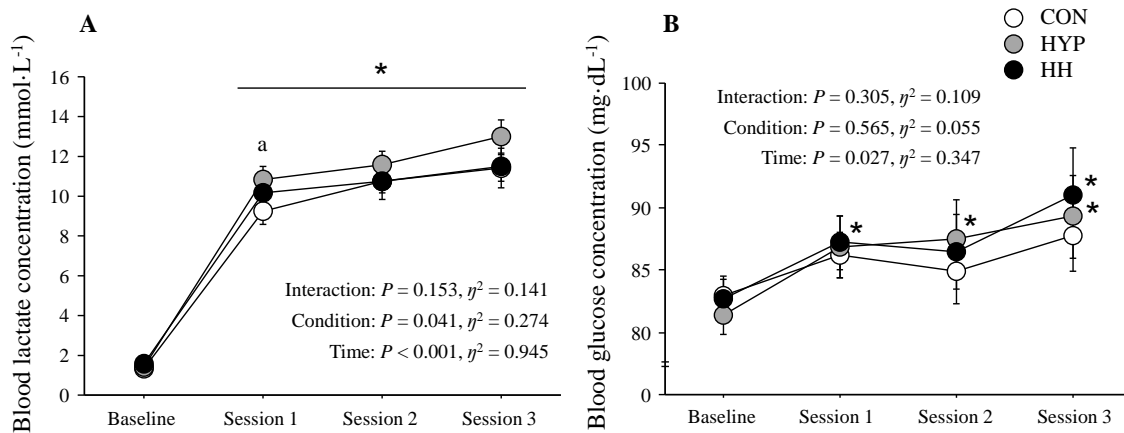 A
B
CON
HYP
HH
Blood lactate concentration (mmol·L⁻¹)
16
14
12
10
8
6
4
2
0
*
a
Interaction: P = 0.153, η² = 0.141
Condition: P = 0.041, η² = 0.274
Time: P < 0.001, η² = 0.945
Baseline Session 1 Session 2 Session 3
Blood glucose concentration (mg·dL⁻¹)
100
95
90
85
80
0
Interaction: P = 0.305, η² = 0.109
Condition: P = 0.565, η² = 0.055
Time: P = 0.027, η² = 0.347
*
*
*
*
Baseline Session 1 Session 2 Session 3